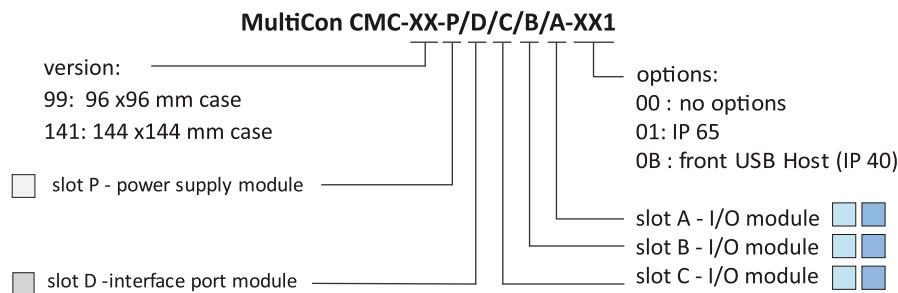 MultiCon CMC-XX-P/D/C/B/A-XX1
version:
99: 96 x96 mm case
141: 144 x144 mm case
slot P - power supply module
slot D -interface port module
options:
00 : no options
01: IP 65
0B : front USB Host (IP 40)
slot A - I/O module
slot B - I/O module
slot C - I/O module